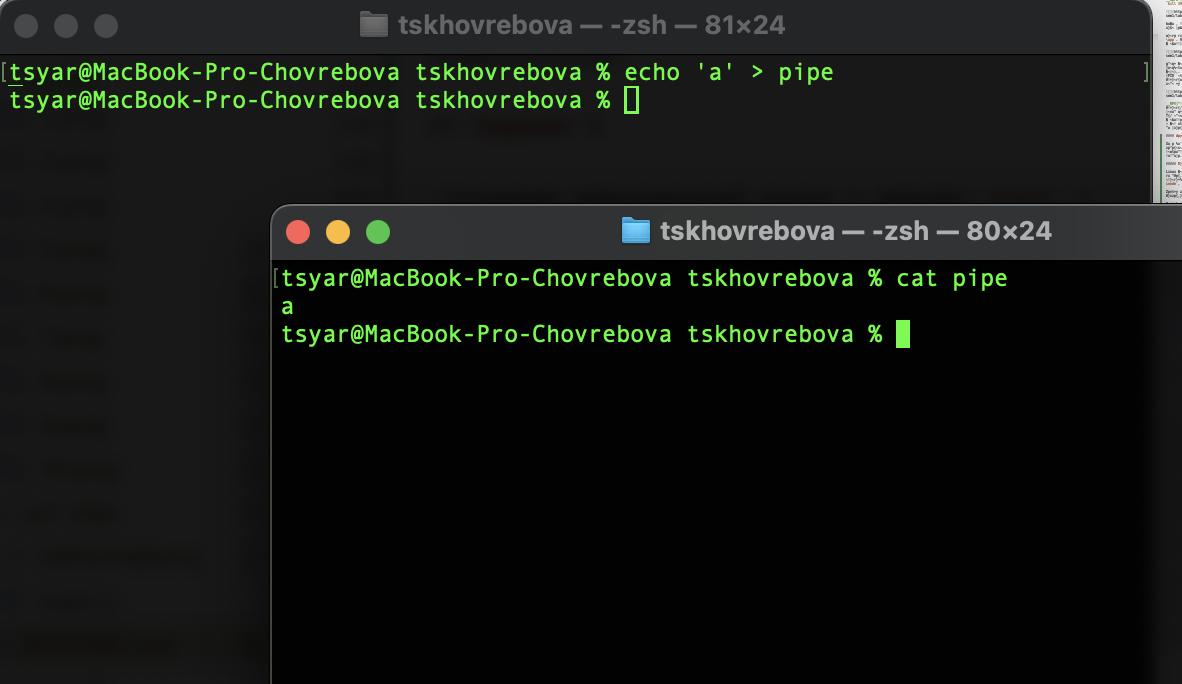 tskhovrebova — -zsh — 81×24
[tsyar@MacBook-Pro-Chovrebova tskhovrebova % echo 'a' > pipe ]
tsyar@MacBook-Pro-Chovrebova tskhovrebova %
tskhovrebova — -zsh — 80×24
[tsyar@MacBook-Pro-Chovrebova tskhovrebova % cat pipe
a
tsyar@MacBook-Pro-Chovrebova tskhovrebova %